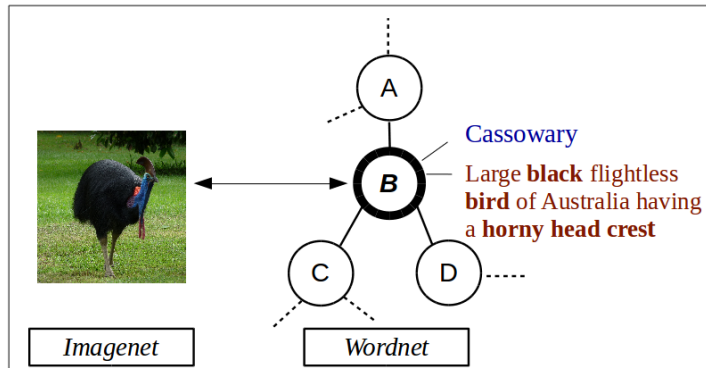 A
B
Cassowary
Large black flightless
bird of Australia having
a horny head crest
C
D
Imagenet
Wordnet